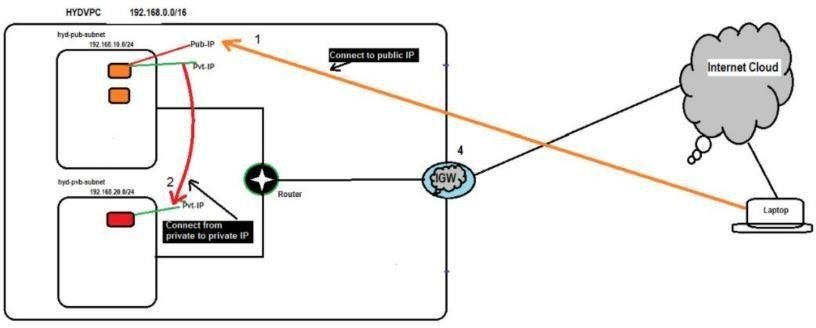 HYDVPC 192.168.0.0/16
hyd-pub-subnet
192.168.10.0/24
Pub-IP
1
Pvt-IP
Connect to public IP
Internet Cloud
4
IGW
Router
2
hyd-pvb-subnet
192.168.20.0/24
Pvt-IP
Connect from
private to private IP
Laptop